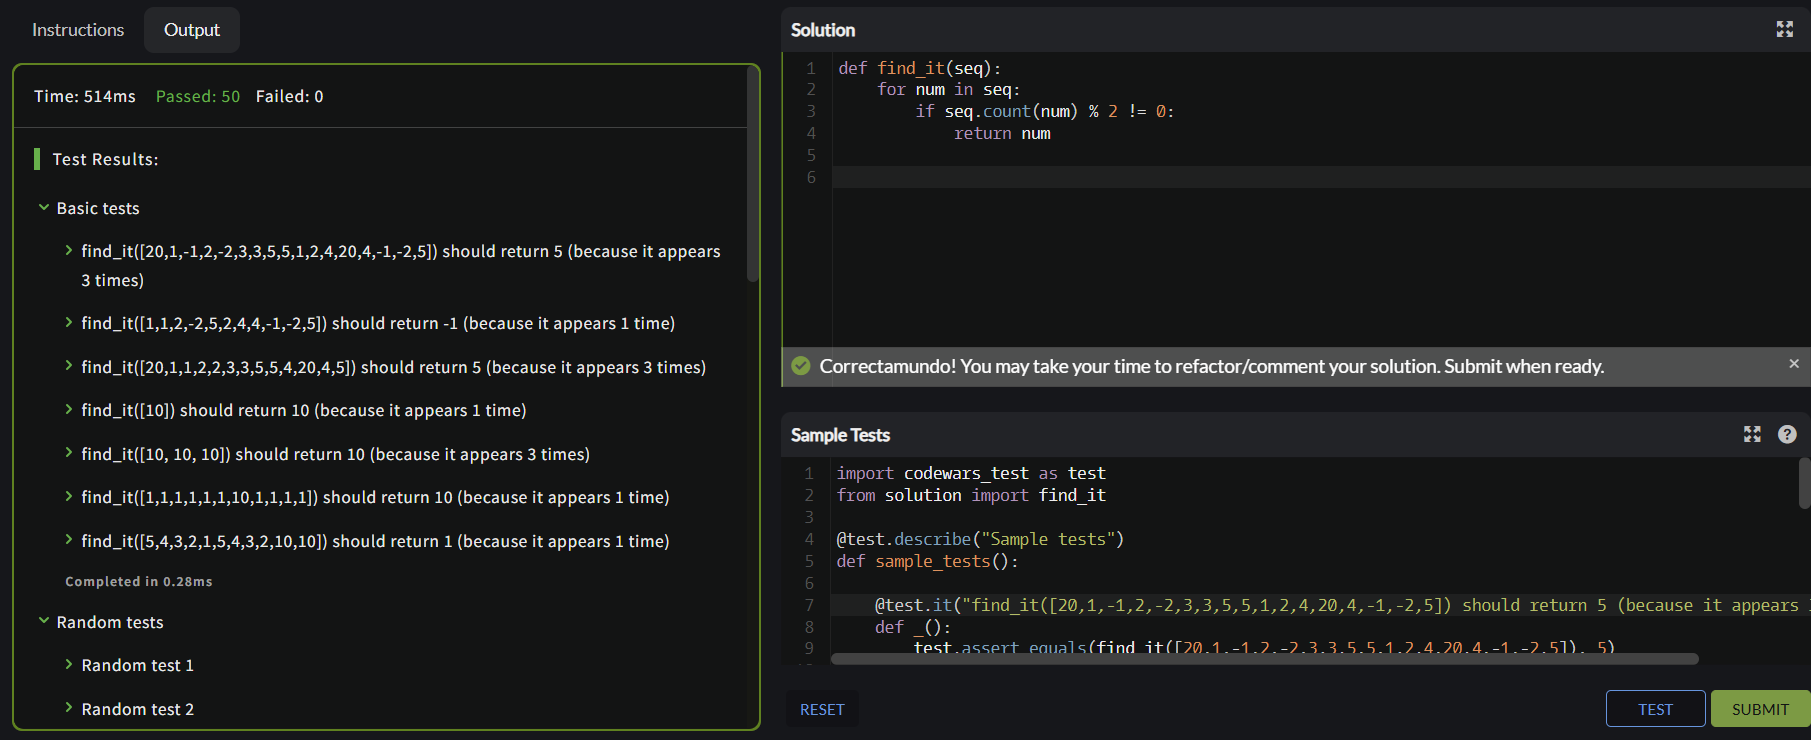 Instructions
Output
Time: 514ms Passed: 50 Failed: 0
Test Results:
Basic tests
find_it([20,1,-1,2,-2,3,3,5,5,1,2,4,20,4,-1,-2,5]) should return 5 (because it appears
3 times)
find_it([1,1,2,-2,5,2,4,4,-1,-2,5]) should return -1 (because it appears 1 time)
find_it([20,1,1,2,2,3,3,5,5,4,20,4,5]) should return 5 (because it appears 3 times)
find_it([10]) should return 10 (because it appears 1 time)
find_it([10, 10, 10]) should return 10 (because it appears 3 times)
find_it([1,1,1,1,1,1,10,1,1,1,1]) should return 10 (because it appears 1 time)
find_it([5,4,3,2,1,5,4,3,2,10,10]) should return 1 (because it appears 1 time)
Completed in 0.28ms
Random tests
Random test 1
Random test 2
Solution
1 def find_it(seq):
2     for num in seq:
3         if seq.count(num) % 2 != 0:
4             return num
5
6
Correctamundo! You may take your time to refactor/comment your solution. Submit when ready.
Sample Tests
1 import codewars_test as test
2 from solution import find_it
3
4 @test.describe("Sample tests")
5 def sample_tests():
6
7     @test.it("find_it([20,1,-1,2,-2,3,3,5,5,1,2,4,20,4,-1,-2,5]) should return 5 (because it appears
8     def _():
9         test.assert_equals(find_it([20,1,-1,2,-2,3,3,5,5,1,2,4,20,4,-1,-2,5]), 5)
RESET
TEST
SUBMIT